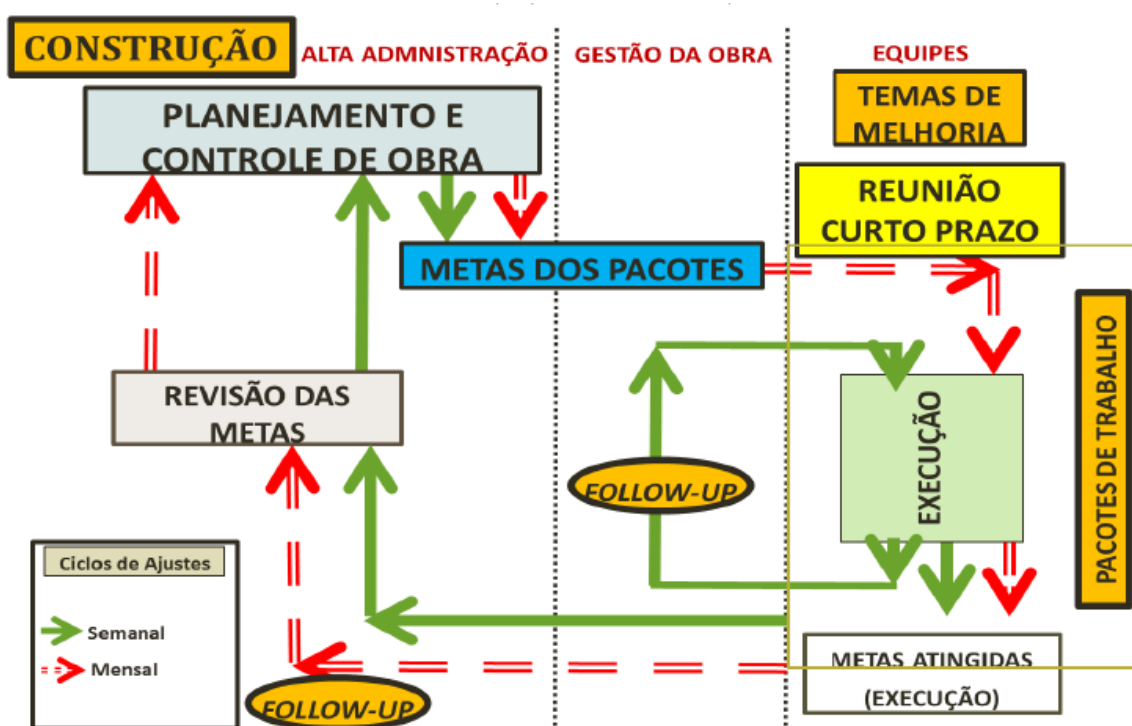 CONSTRUÇÃO
ALTA ADMNISTRAÇÃO
GESTÃO DA OBRA
EQUIPES
PLANEJAMENTO E
CONTROLE DE OBRA
TEMAS DE
MELHORIA
REUNIÃO
CURTO PRAZO
METAS DOS PACOTES
REVISÃO DAS
METAS
FOLLOW-UP
EXECUÇÃO
PACOTES DE TRABALHO
Ciclos de Ajustes
Semanal
Mensal
FOLLOW-UP
METAS ATINGIDAS
(EXECUÇÃO)